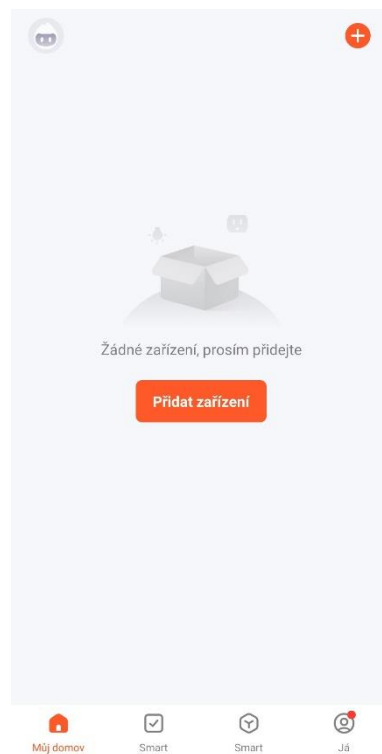 Žádné zařízení, prosím přidejte
Přidat zařízení
Můj domov
Smart
Smart
Já